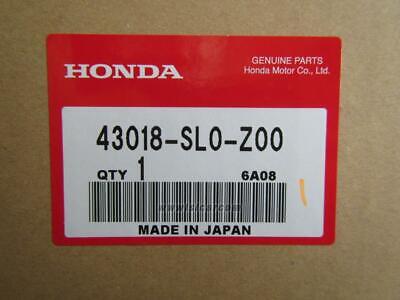 GENUINE PARTS
HONDA
Honda Motor Co., Ltd.
43018-SL0-Z00
QTY 1
6A08
MADE IN JAPAN